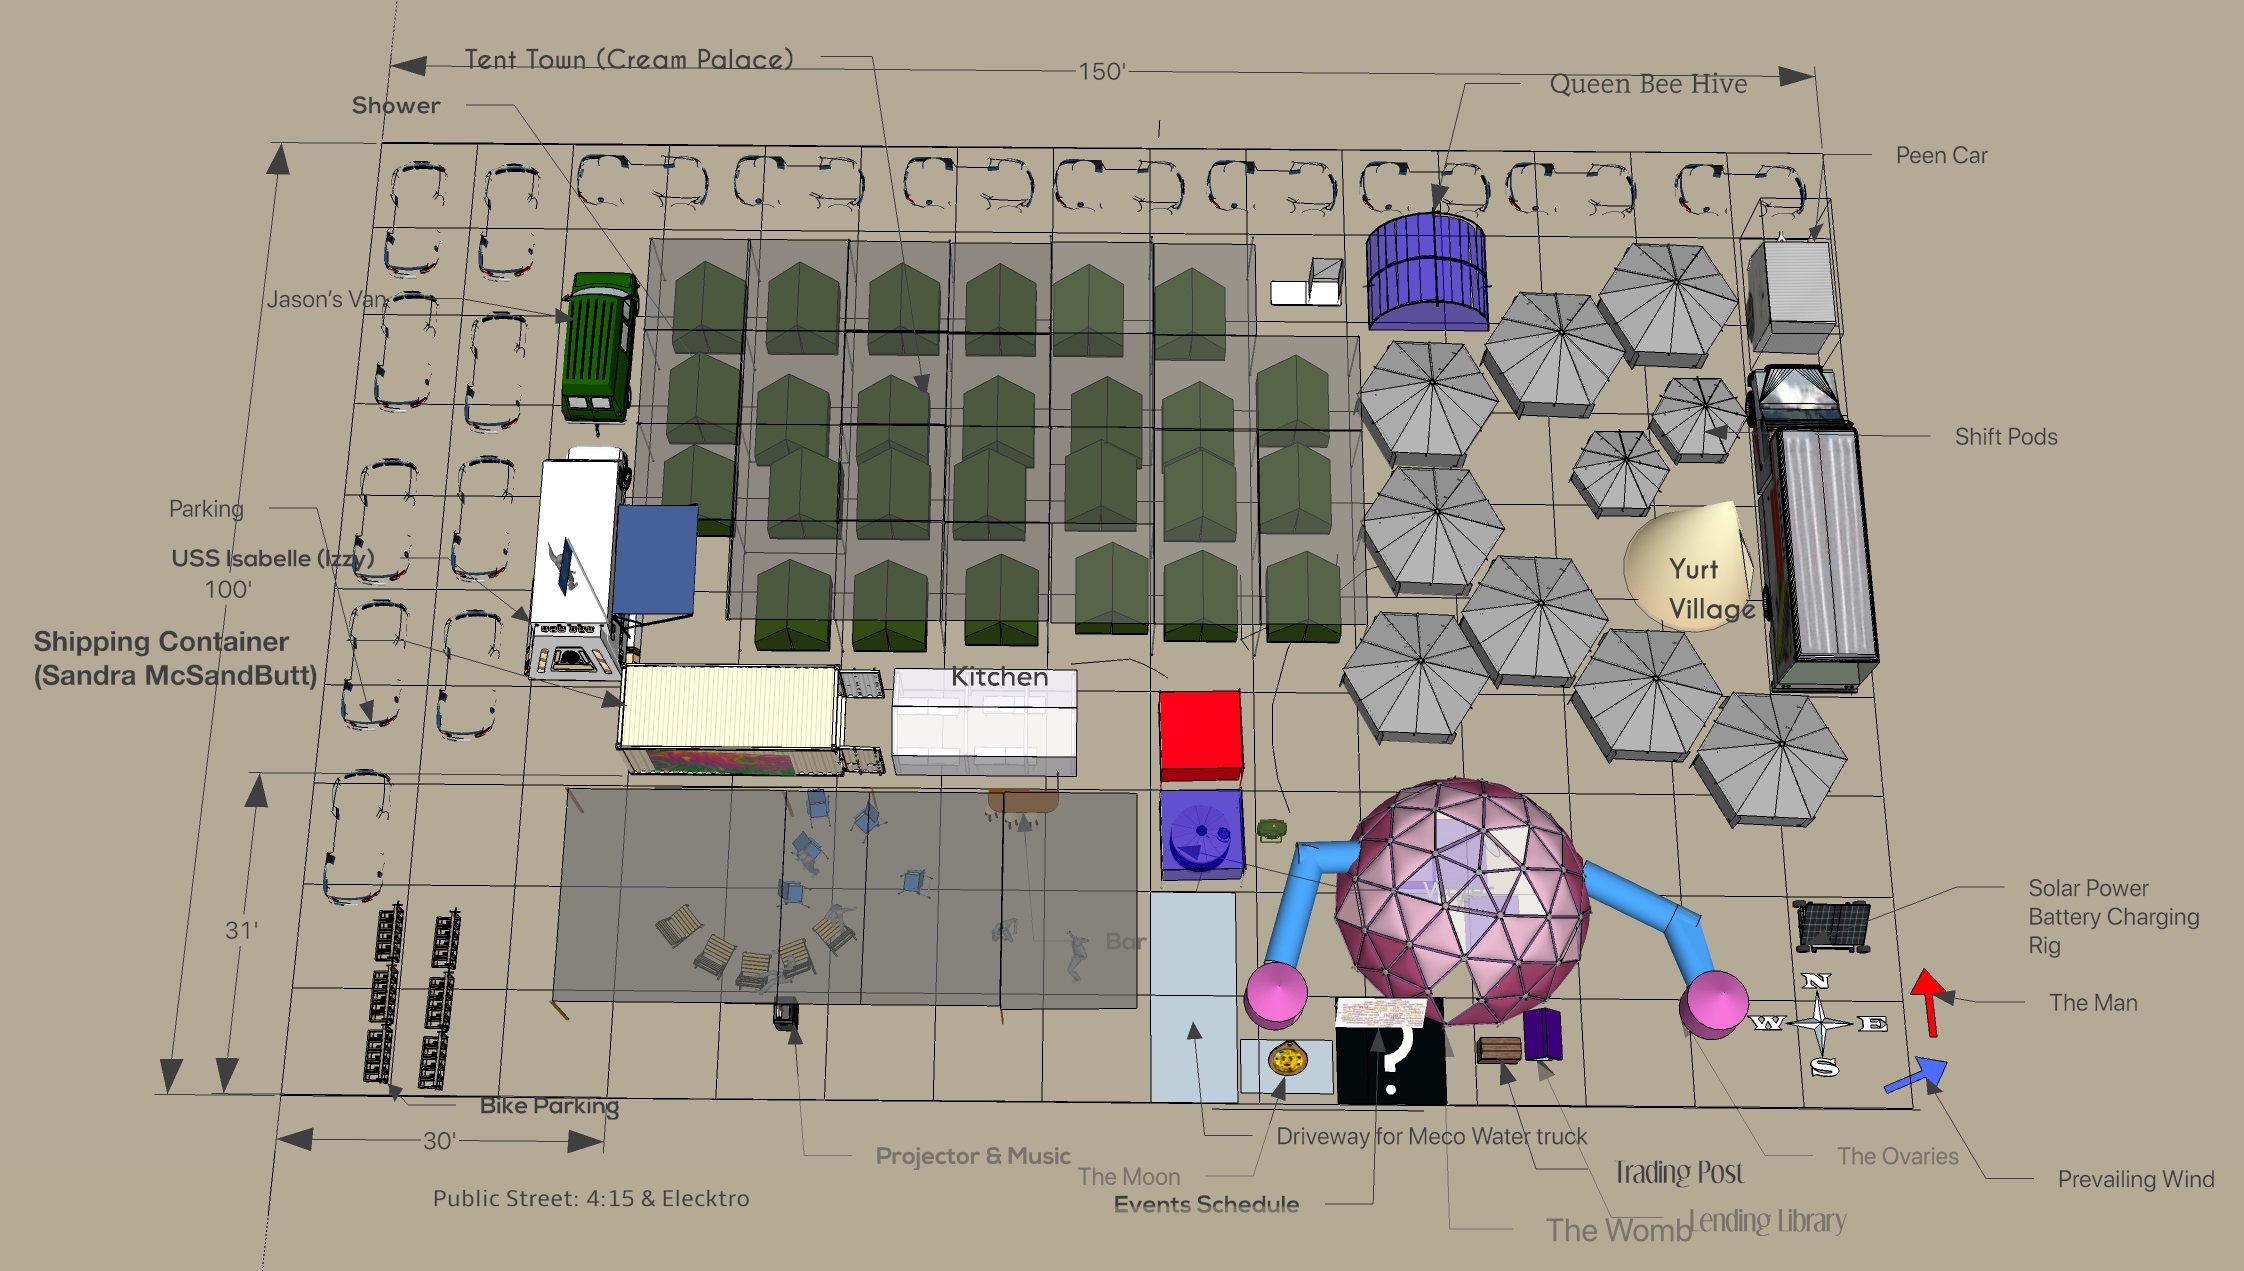 Tent Town (Cream Palace)
150'
Queen Bee Hive
Shower
Peen Car
Jason's Van
Shift Pods
Parking
USS Isabelle (Izzy)
100'
Yurt
Village
Shipping Container
(Sandra McSandButt)
Kitchen
31'
Bar
Solar Power
Battery Charging
Rig
N
W
E
S
The Man
?
Bike Parking
30'
Driveway for Meco Water truck
Projector & Music
The Moon
Trading Post
The Ovaries
Prevailing Wind
Public Street: 4:15 & Elecktro
Events Schedule
The Womb
Lending Library